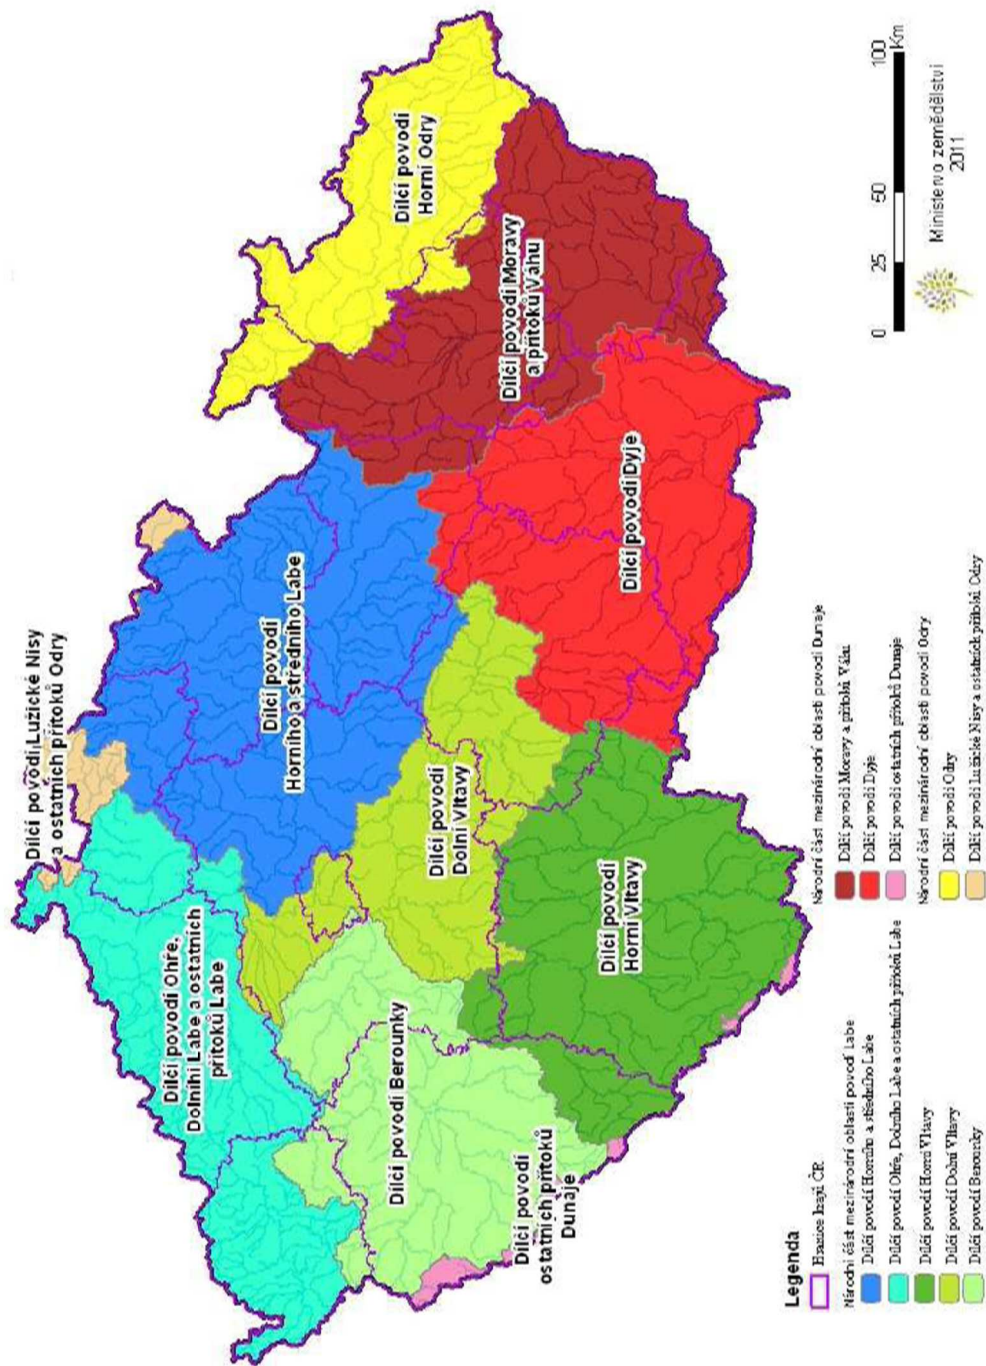 Dílčí povodí Lužické Nisy
a ostatních přítoků Odry
Dílčí povodí
Horní Odry
Dílčí povodí Ohře,
Dolního Labe a ostatních
přítoků Labe
Dílčí povodí
Horního a středního Labe
Dílčí povodí Moravy
a přítoků Váhu
Dílčí povodí Berounky
Dílčí povodí
Dolní Vltavy
Dílčí povodí
ostatních přítoků
Dunaje
Dílčí povodí
Horní Vltavy
Dílčí povodí Dyje
Legenda
Hranice krajů ČR
Národní část mezinárodní oblasti povodí Labe
Dílčí povodí Horního a středního Labe
Dílčí povodí Ohře, Dolního Labe a ostatních přítoků Labe
Dílčí povodí Horní Vltavy
Dílčí povodí Dolní Vltavy
Dílčí povodí Berounky
Národní část mezinárodní oblasti povodí Dunaje
Dílčí povodí Moravy a přítoků Váhu
Dílčí povodí Dyje
Dílčí povodí ostatních přítoků Dunaje
Národní část mezinárodní oblasti povodí Odry
Dílčí povodí Odry
Dílčí povodí Lužické Nisy a ostatních přítoků Odry
0 25 50 100
Km
Ministerstvo zemědělství
2011